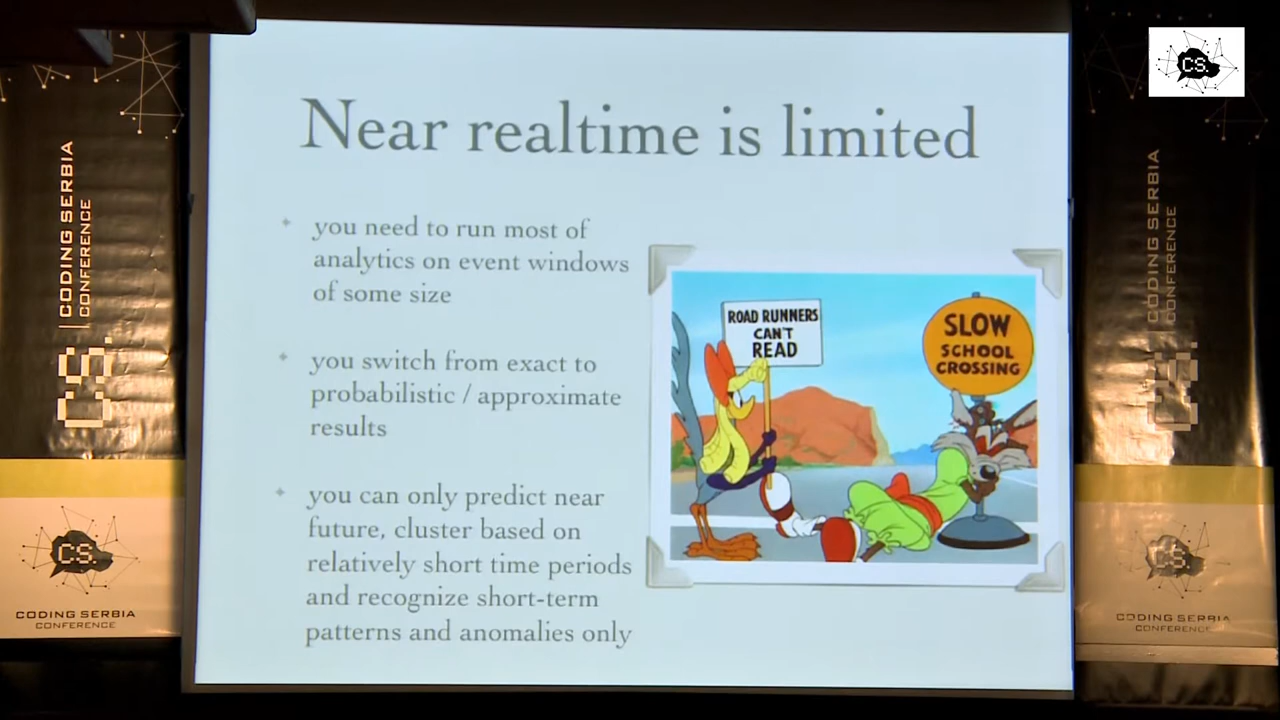 CS.
Near realtime is limited
you need to run most of
analytics on event windows
of some size
you switch from exact to
probabilistic / approximate
results
you can only predict near
future, cluster based on
relatively short time periods
and recognize short-term
patterns and anomalies only
ROAD RUNNERS
CAN'T
READ
SLOW
SCHOOL
CROSSING
CS.
CODING SERBIA
CONFERENCE
CS.
CODING SERBIA
CONFERENCE
CS.
CODING SERBIA
CONFERENCE
CS.
CODING SERBIA
CONFERENCE